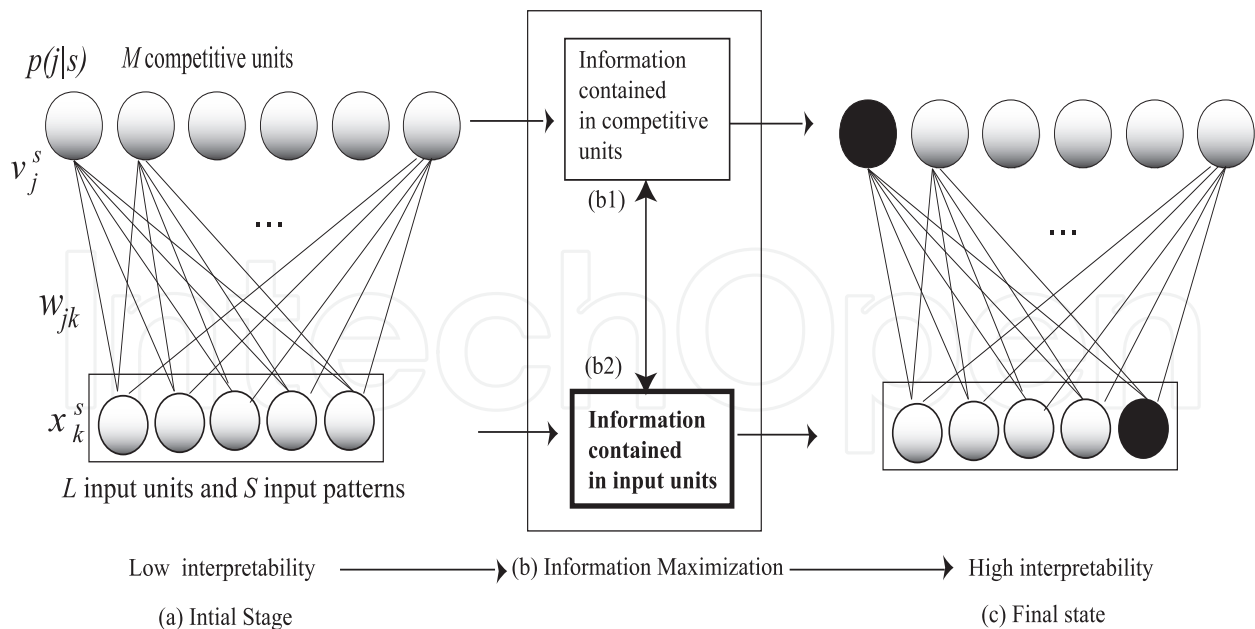 p(j|s) M competitive units
v_j^s
...
w_jk
x_k^s
L input units and S input patterns
Information
contained
in competitive
units
(b1)
(b2)
Information
contained
in input units
...
IntechOpen
Low interpretability
(b) Information Maximization
High interpretability
(a) Intial Stage
(c) Final state